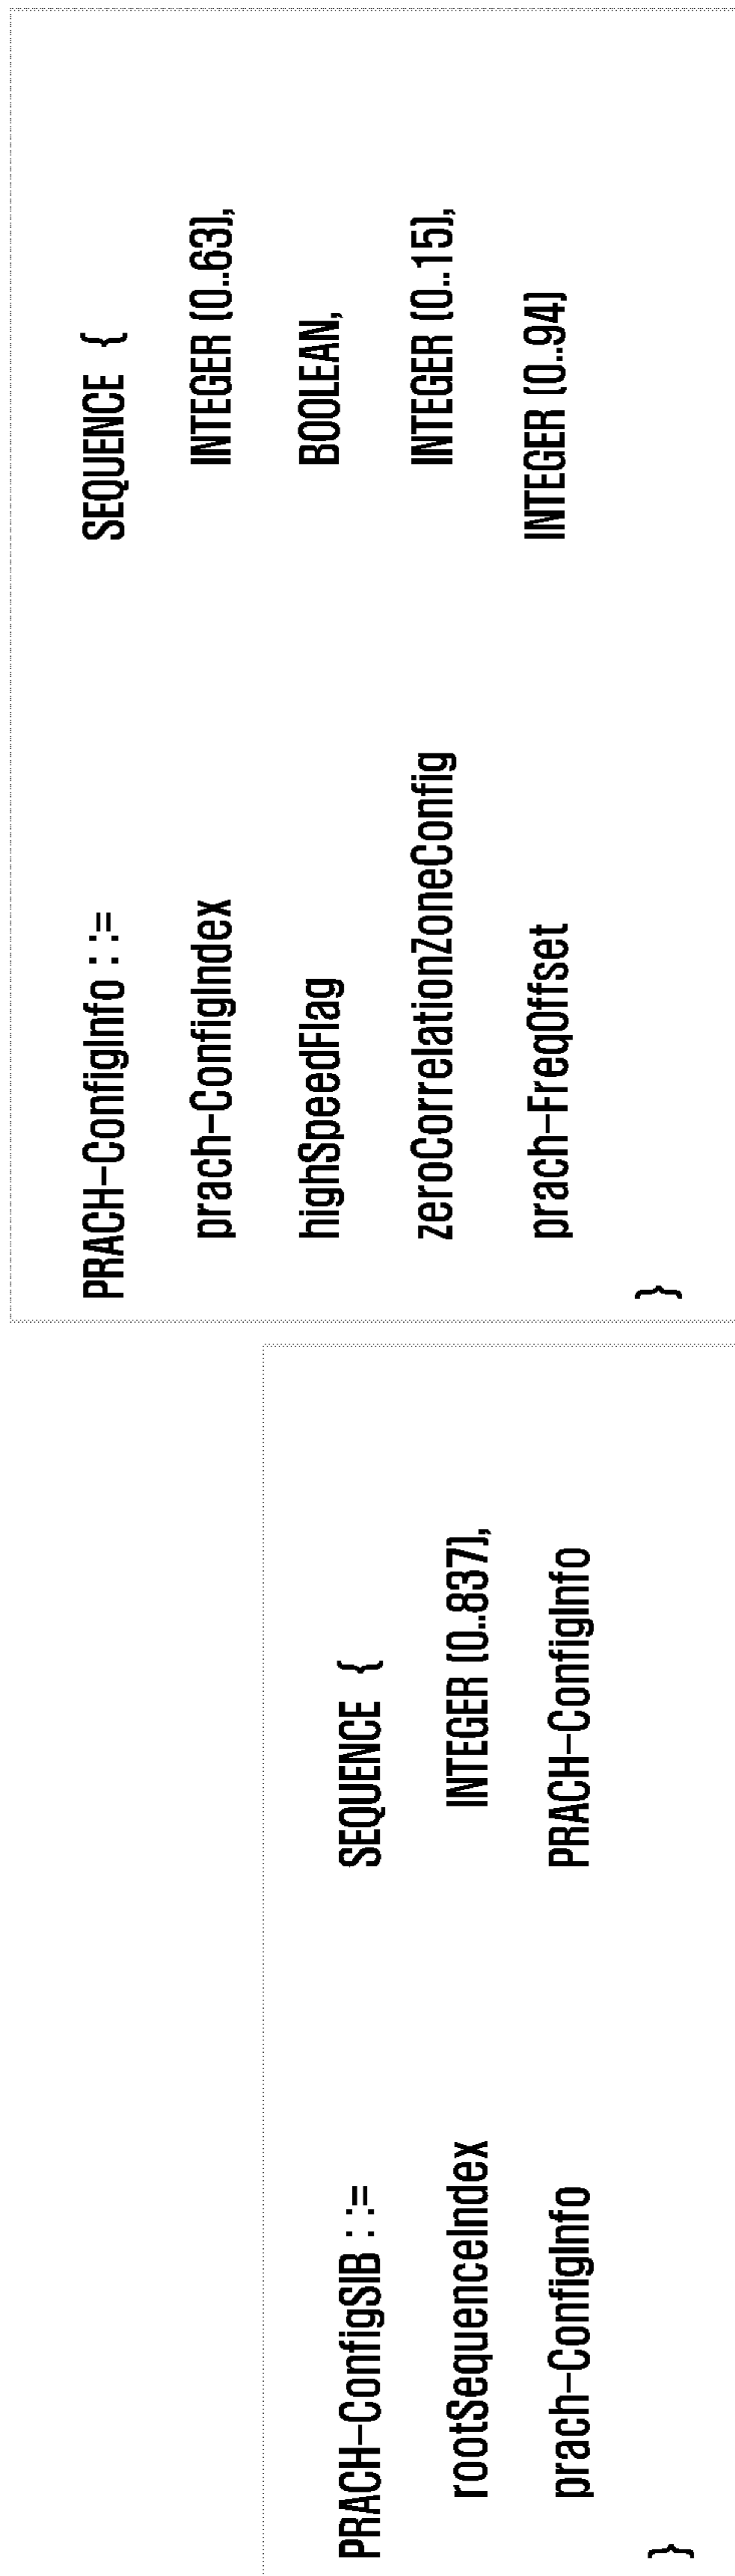 PRACH-ConfigSIB : := SEQUENCE {
rootSequenceIndex INTEGER (0..837),
prach-ConfigInfo PRACH-ConfigInfo
}
PRACH-ConfigInfo : := SEQUENCE {
prach-ConfigIndex INTEGER (0..63),
highSpeedFlag BOOLEAN,
zeroCorrelationZoneConfig INTEGER (0..15),
prach-FreqOffset INTEGER (0..94)
}